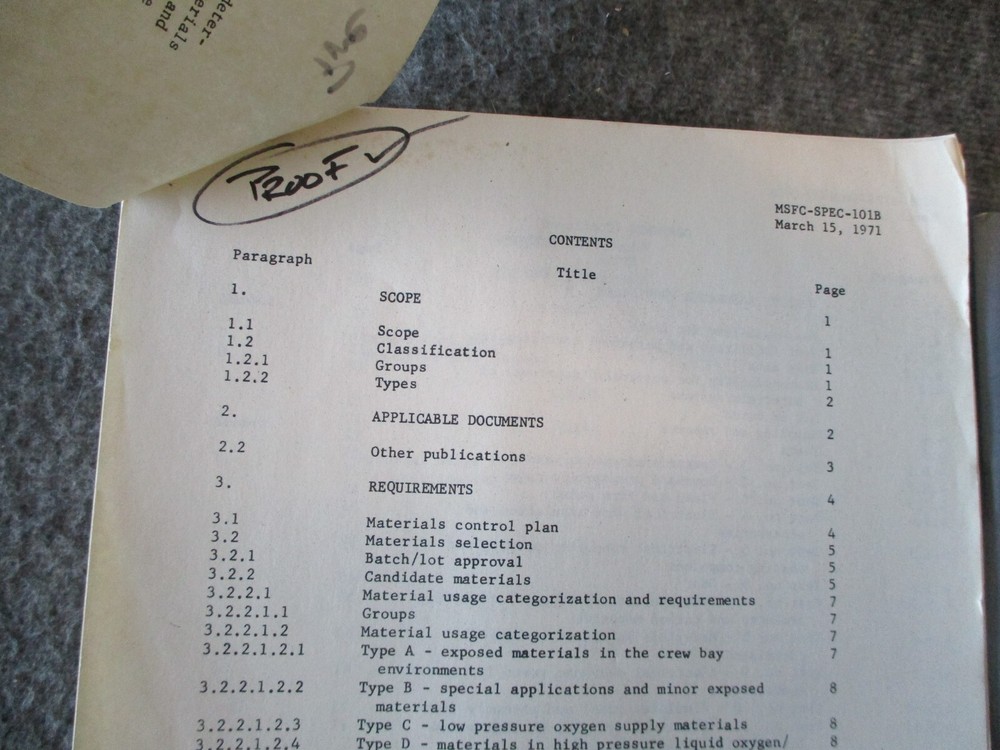 deter-
erials
and
PROOF
MSFC-SPEC-101B
March 15, 1971
CONTENTS
Paragraph Title Page
1. SCOPE 1
1.1 Scope 1
1.2 Classification 1
1.2.1 Groups 1
1.2.2 Types 2
2. APPLICABLE DOCUMENTS 2
2.2 Other publications 3
3. REQUIREMENTS 4
3.1 Materials control plan 4
3.2 Materials selection 5
3.2.1 Batch/lot approval 5
3.2.2 Candidate materials 5
3.2.2.1 Material usage categorization and requirements 7
3.2.2.1.1 Groups 7
3.2.2.1.2 Material usage categorization 7
3.2.2.1.2.1 Type A - exposed materials in the crew bay 7
environments
3.2.2.1.2.2 Type B - special applications and minor exposed 8
materials
3.2.2.1.2.3 Type C - low pressure oxygen supply materials 8
3.2.2.1.2.4 Type D - materials in high pressure liquid oxygen/ 8